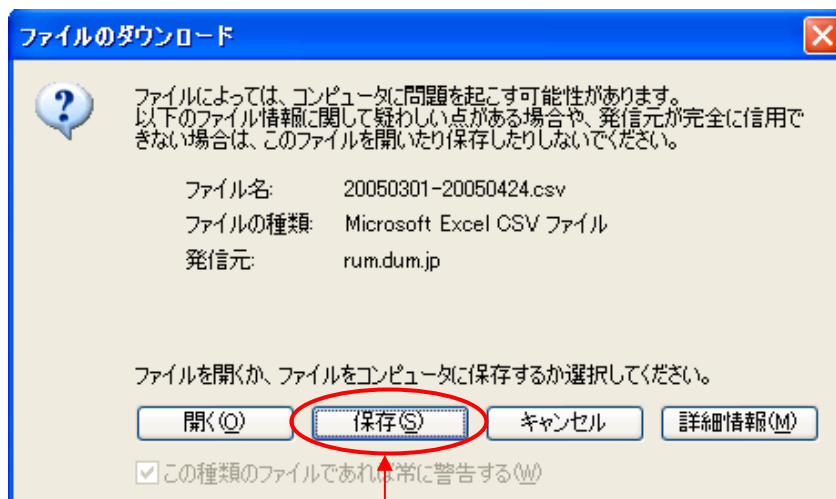 ファイルのダウンロード
ファイルによっては、コンピュータに問題を起こす可能性があります。
以下のファイル情報に関して疑わしい点がある場合や、発信元が完全に信用で
きない場合は、このファイルを開いたり保存したりしないでください。
ファイル名: 20050301-20050424.csv
ファイルの種類: Microsoft Excel CSV ファイル
発信元: rum.dum.jp
ファイルを開くか、ファイルをコンピュータに保存するか選択してください。
開く(O) 保存(S) キャンセル 詳細情報(M)
この種類のファイルであれば常に警告する(W)